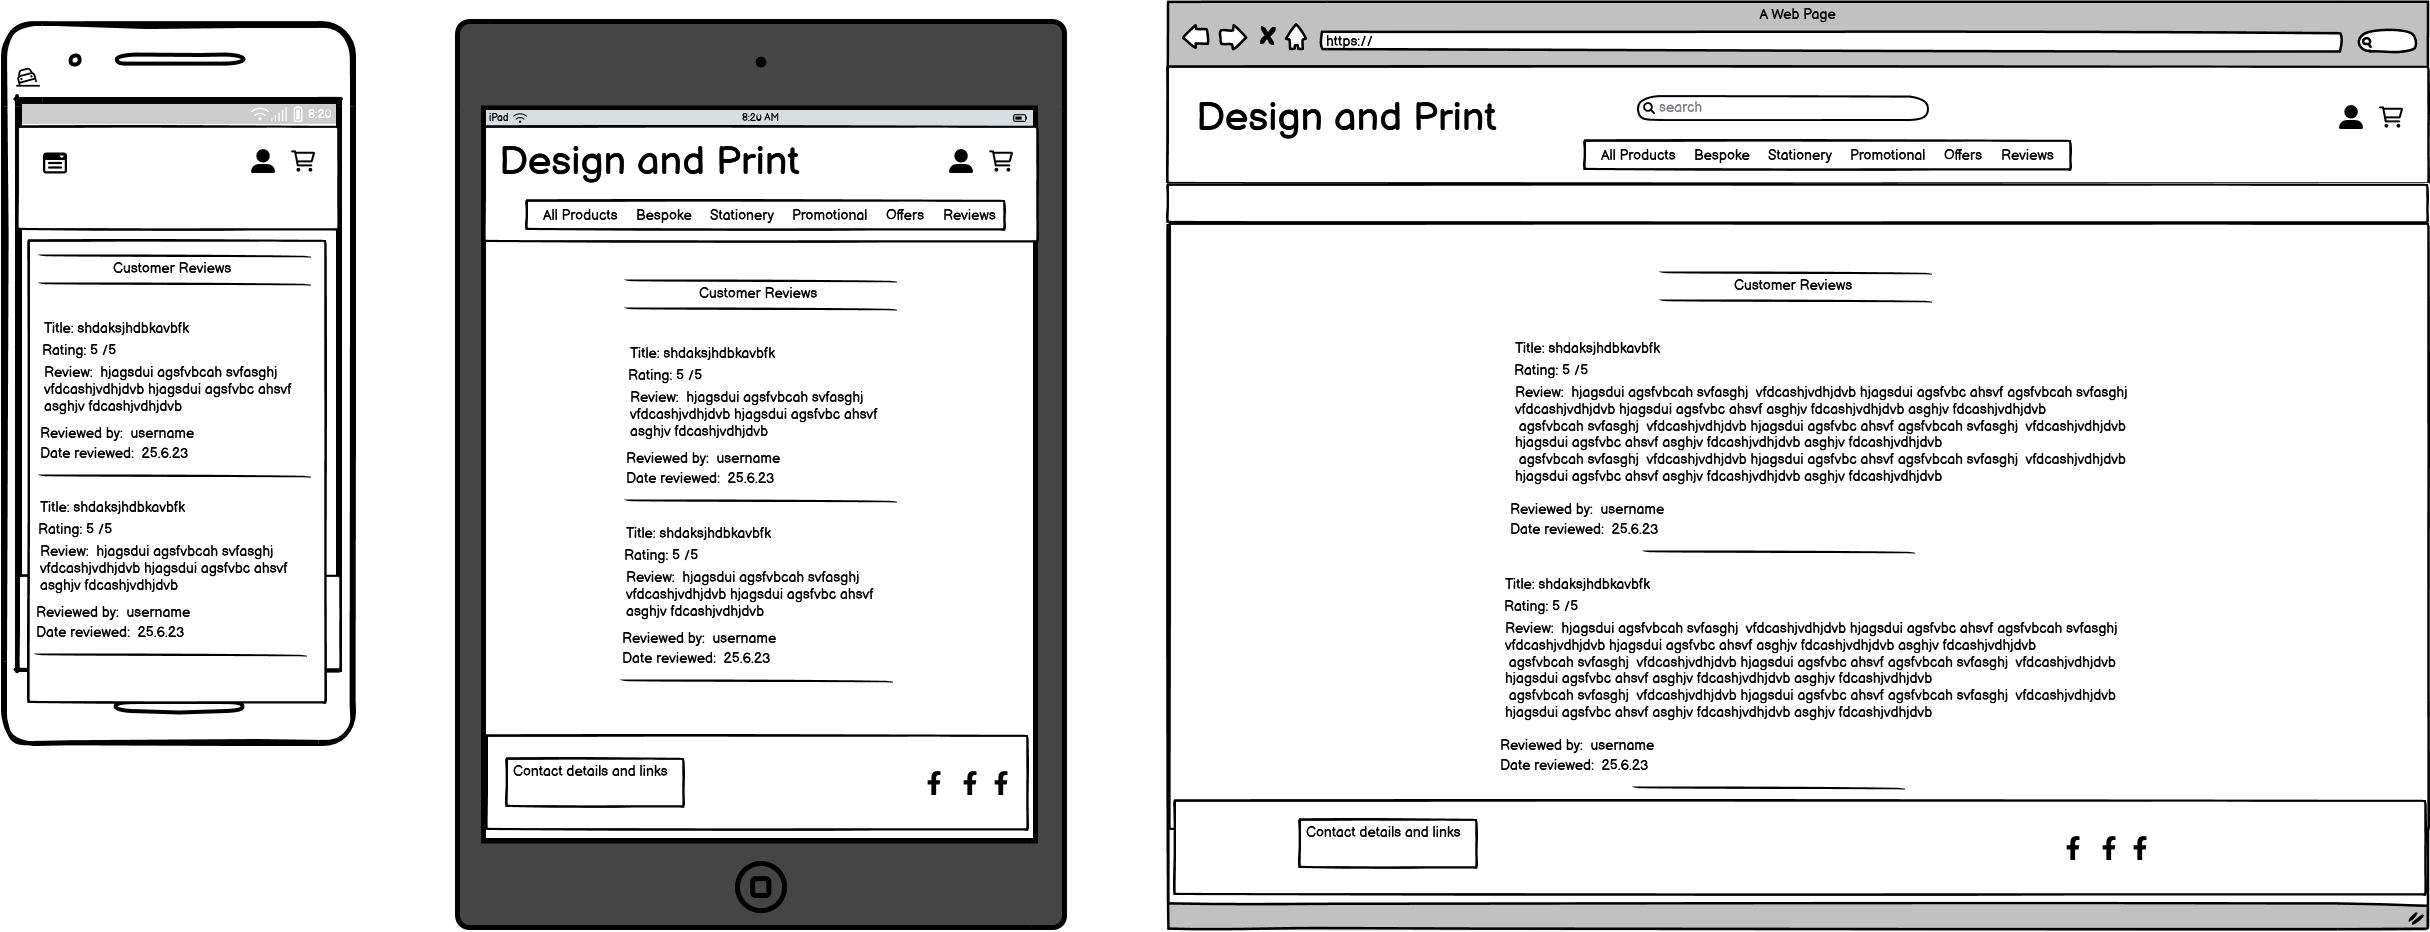 8:20
Customer Reviews
Title: shdaksjhdbkavbfk
Rating: 5 /5
Review:  hjagsdui agsfvbcah svfasghj
vfdcashjvdhjdvb hjagsdui agsfvbc ahsvf
asghjv fdcashjvdhjdvb
Reviewed by:  username
Date reviewed:  25.6.23
Title: shdaksjhdbkavbfk
Rating: 5 /5
Review:  hjagsdui agsfvbcah svfasghj
vfdcashjvdhjdvb hjagsdui agsfvbc ahsvf
asghjv fdcashjvdhjdvb
Reviewed by:  username
Date reviewed:  25.6.23
iPad 8:20 AM
Design and Print
All Products Bespoke Stationery Promotional Offers Reviews
Customer Reviews
Title: shdaksjhdbkavbfk
Rating: 5 /5
Review:  hjagsdui agsfvbcah svfasghj
vfdcashjvdhjdvb hjagsdui agsfvbc ahsvf
asghjv fdcashjvdhjdvb
Reviewed by:  username
Date reviewed:  25.6.23
Title: shdaksjhdbkavbfk
Rating: 5 /5
Review:  hjagsdui agsfvbcah svfasghj
vfdcashjvdhjdvb hjagsdui agsfvbc ahsvf
asghjv fdcashjvdhjdvb
Reviewed by:  username
Date reviewed:  25.6.23
Contact details and links
A Web Page
https://
Design and Print
search
All Products Bespoke Stationery Promotional Offers Reviews
Customer Reviews
Title: shdaksjhdbkavbfk
Rating: 5 /5
Review:  hjagsdui agsfvbcah svfasghj  vfdcashjvdhjdvb hjagsdui agsfvbc ahsvf agsfvbcah svfasghj
vfdcashjvdhjdvb hjagsdui agsfvbc ahsvf asghjv fdcashjvdhjdvb asghjv fdcashjvdhjdvb
agsfvbcah svfasghj  vfdcashjvdhjdvb hjagsdui agsfvbc ahsvf agsfvbcah svfasghj  vfdcashjvdhjdvb
hjagsdui agsfvbc ahsvf asghjv fdcashjvdhjdvb asghjv fdcashjvdhjdvb
agsfvbcah svfasghj  vfdcashjvdhjdvb hjagsdui agsfvbc ahsvf agsfvbcah svfasghj  vfdcashjvdhjdvb
hjagsdui agsfvbc ahsvf asghjv fdcashjvdhjdvb asghjv fdcashjvdhjdvb
Reviewed by:  username
Date reviewed:  25.6.23
Title: shdaksjhdbkavbfk
Rating: 5 /5
Review:  hjagsdui agsfvbcah svfasghj  vfdcashjvdhjdvb hjagsdui agsfvbc ahsvf agsfvbcah svfasghj
vfdcashjvdhjdvb hjagsdui agsfvbc ahsvf asghjv fdcashjvdhjdvb asghjv fdcashjvdhjdvb
agsfvbcah svfasghj  vfdcashjvdhjdvb hjagsdui agsfvbc ahsvf agsfvbcah svfasghj  vfdcashjvdhjdvb
hjagsdui agsfvbc ahsvf asghjv fdcashjvdhjdvb asghjv fdcashjvdhjdvb
agsfvbcah svfasghj  vfdcashjvdhjdvb hjagsdui agsfvbc ahsvf agsfvbcah svfasghj  vfdcashjvdhjdvb
hjagsdui agsfvbc ahsvf asghjv fdcashjvdhjdvb asghjv fdcashjvdhjdvb
Reviewed by:  username
Date reviewed:  25.6.23
Contact details and links